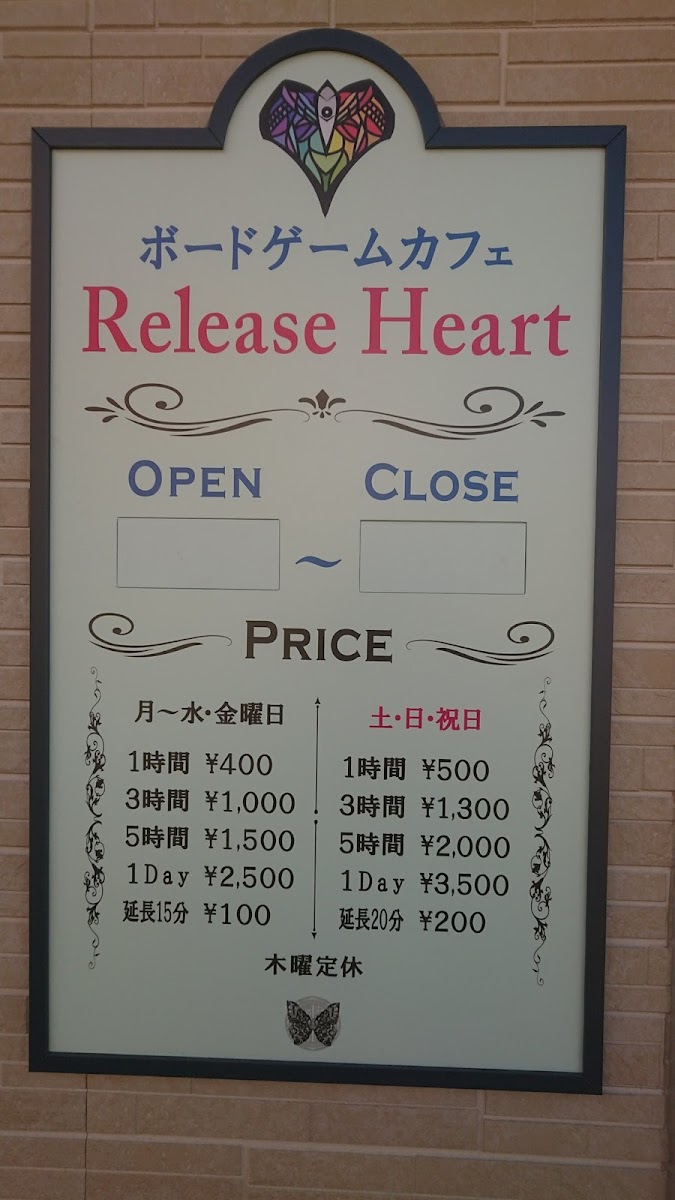 ボードゲームカフェ
Release Heart
OPEN CLOSE
～
PRICE
月～水・金曜日
1時間 ¥400
3時間 ¥1,000
5時間 ¥1,500
1Day ¥2,500
延長15分 ¥100
土・日・祝日
1時間 ¥500
3時間 ¥1,300
5時間 ¥2,000
1Day ¥3,500
延長20分 ¥200
木曜定休